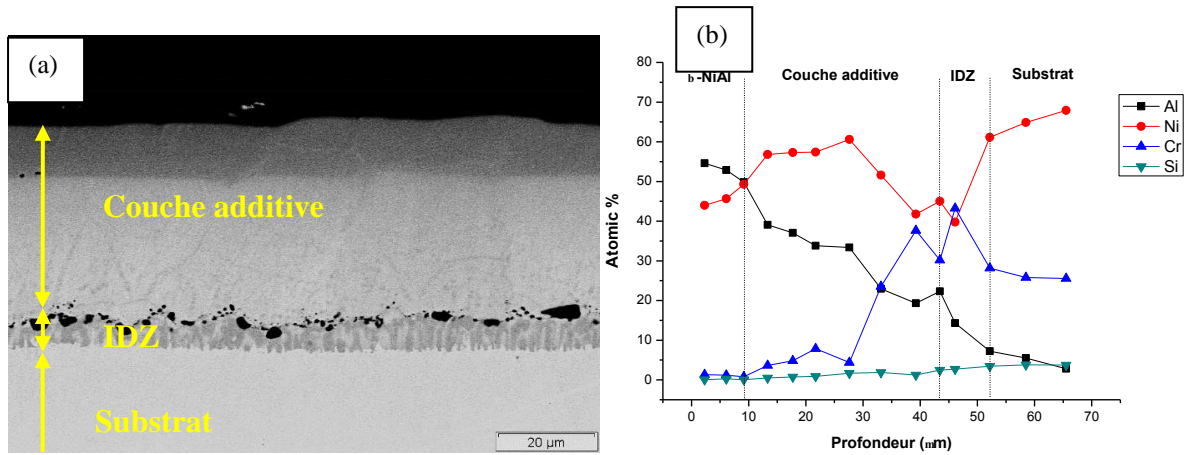 (a)
Couche additive
IDZ
Substrat
20 µm
(b)
b -NiAl
Couche additive
IDZ
Substrat
80
70
60
50
40
30
20
10
0
Atomic %
0 10 20 30 40 50 60 70
Profondeur (mm)
Al
Ni
Cr
Si